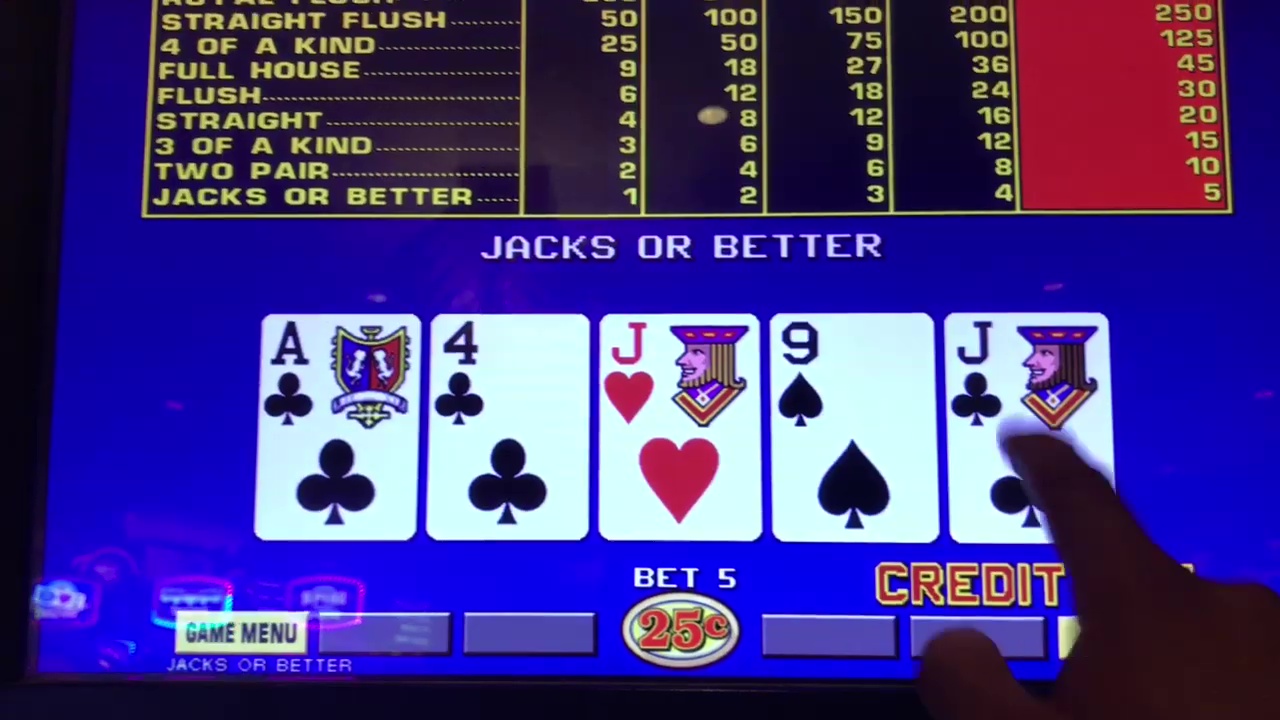 STRAIGHT FLUSH 50 100 150 200 250
4 OF A KIND 25 50 75 100 125
FULL HOUSE 9 18 27 36 45
FLUSH 6 12 18 24 30
STRAIGHT 4 8 12 16 20
3 OF A KIND 3 6 9 12 15
TWO PAIR 2 4 6 8 10
JACKS OR BETTER 1 2 3 4 5
JACKS OR BETTER
A 4 J 9 J
BET 5
CREDIT
25¢
GAME MENU
JACKS OR BETTER